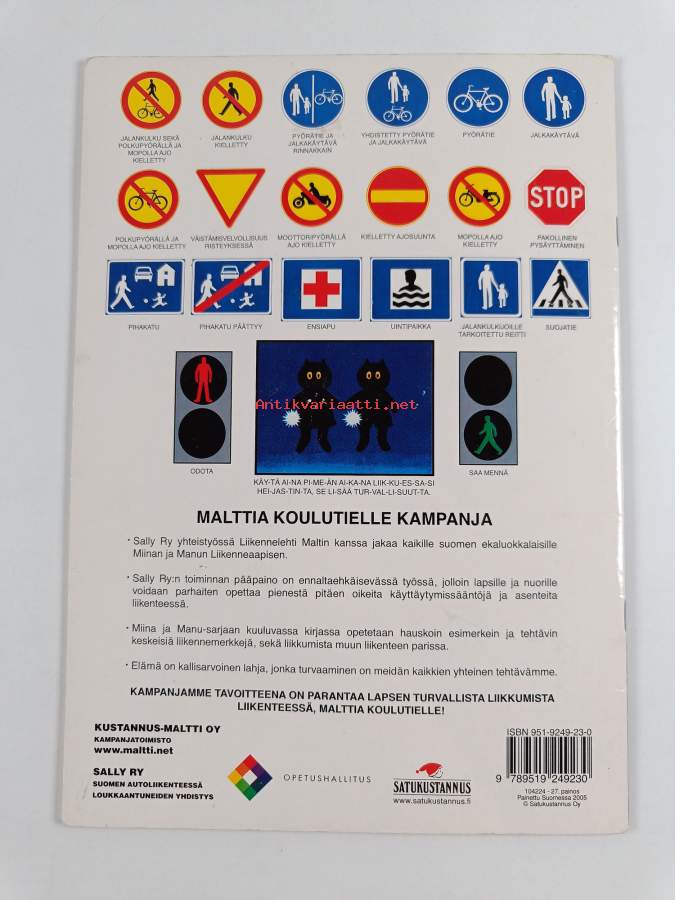 JALANKULKU SEKÄ
POLKUPYÖRÄLLÄ JA
MOPOLLA AJO
KIELLETTY
JALANKULKU
KIELLETTY
PYÖRÄTIE JA
JALKAKÄYTÄVÄ
RINNAKKAIN
YHDISTETTY PYÖRÄTIE
JA JALKAKÄYTÄVÄ
PYÖRÄTIE
JALKAKÄYTÄVÄ
STOP
POLKUPYÖRÄLLÄ JA
MOPOLLA AJO KIELLETTY
VÄISTÄMISVELVOLLISUUS
RISTEYKSESSÄ
MOOTTORIPYÖRÄLLÄ
AJO KIELLETTY
KIELLETTY AJOSUUNTA
MOPOLLA AJO
KIELLETTY
PAKOLLINEN
PYSÄYTTÄMINEN
PIHAKATU
PIHAKATU PÄÄTTYY
ENSIAPU
UINTIPAIKKA
JALANKULKIJOILLE
TARKOITETTU REITTI
SUOJATIE
Antikvariaatti.net
ODOTA
SAA MENNÄ
KÄY-TÄ AI-NA PI-ME-ÄN AI-KA-NA LIIK-KU-ES-SA-SI
HEI-JAS-TIN-TA, SE LI-SÄÄ TUR-VAL-LI-SUUT-TA.
MALTTIA KOULUTIELLE KAMPANJA
· Sally Ry yhteistyössä Liikennelehti Maltin kanssa jakaa kaikille suomen ekaluokkalaisille
Miinan ja Manun Liikenneaapisen.
· Sally Ry:n toiminnan pääpaino on ennaltaehkäisevässä työssä, jolloin lapsille ja nuorille
voidaan parhaiten opettaa pienestä pitäen oikeita käyttäytymissääntöjä ja asenteita
liikenteessä.
· Miina ja Manu-sarjaan kuuluvassa kirjassa opetetaan hauskoin esimerkein ja tehtävin
keskeisiä liikennemerkkejä, sekä liikkumista muun liikenteen parissa.
· Elämä on kallisarvoinen lahja, jonka turvaaminen on meidän kaikkien yhteinen tehtävämme.
KAMPANJAMME TAVOITTEENA ON PARANTAA LAPSEN TURVALLISTA LIIKKUMISTA
LIIKENTEESSÄ, MALTTIA KOULUTIELLE!
KUSTANNUS-MALTTI OY
KAMPANJATOIMISTO
www.maltti.net
SALLY RY
SUOMEN AUTOLIIKENTEESSÄ
LOUKKAANTUNEIDEN YHDISTYS
OPETUSHALLITUS
SATUKUSTANNUS
www.satukustannus.fi
ISBN 951-9249-23-0
9 789519 249230
104224 - 27. painos
Painettu Suomessa 2005
© Satukustannus Oy